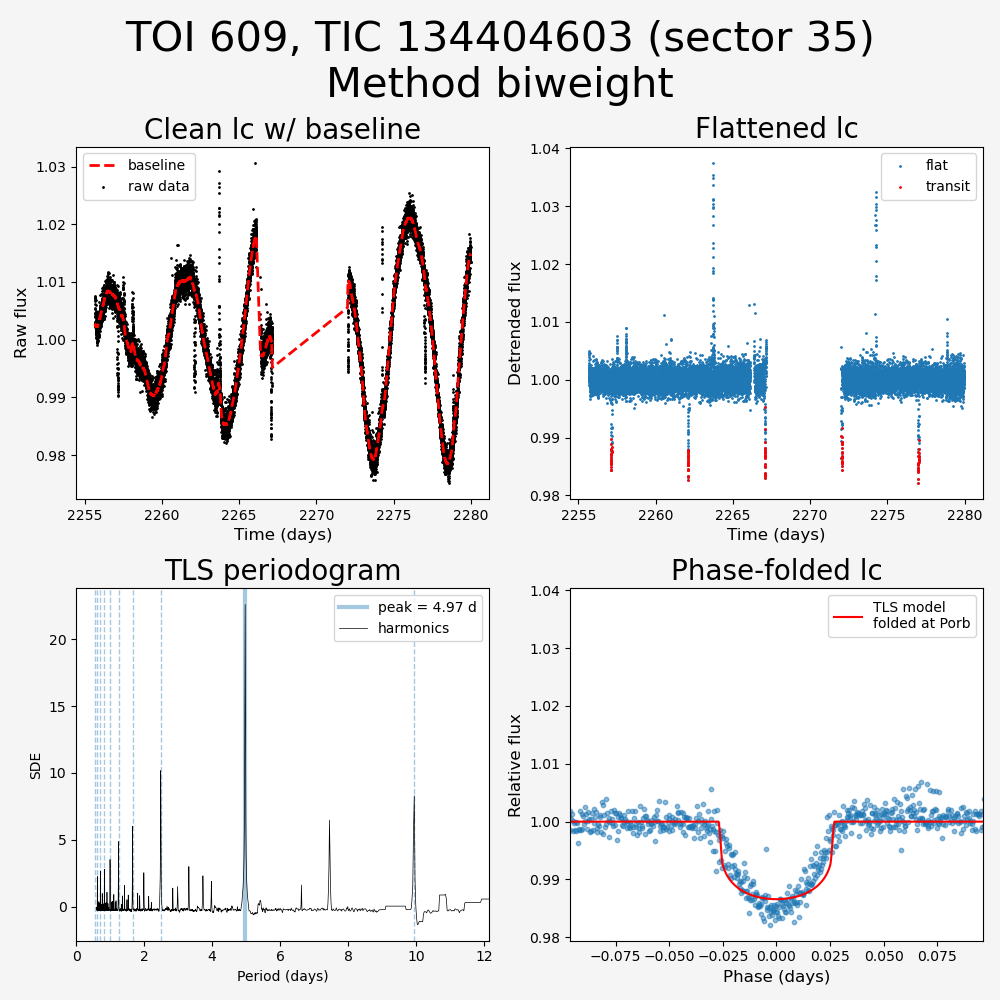 TOI 609, TIC 134404603 (sector 35)
Method biweight
Clean lc w/ baseline
baseline
raw data
Raw flux
1.03
1.02
1.01
1.00
0.99
0.98
2255
2260
2265
2270
2275
2280
Time (days)
Flattened lc
flat
transit
Detrended flux
1.04
1.03
1.02
1.01
1.00
0.99
0.98
2255
2260
2265
2270
2275
2280
Time (days)
TLS periodogram
peak = 4.97 d
harmonics
SDE
20
15
10
5
0
0
2
4
6
8
10
12
Period (days)
Phase-folded lc
TLS model
folded at Porb
Relative flux
1.04
1.03
1.02
1.01
1.00
0.99
0.98
−0.075
−0.050
−0.025
0.000
0.025
0.050
0.075
Phase (days)